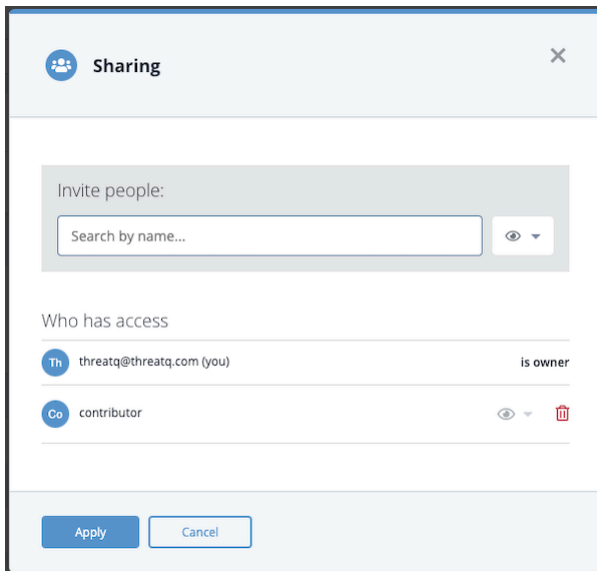 Sharing
Invite people:
Search by name...
Who has access
Th threatq@threatq.com (you) is owner
Co contributor
Apply Cancel